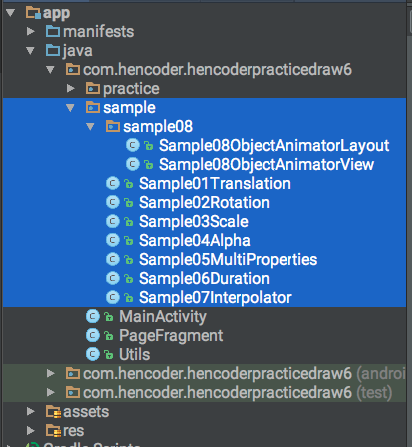 app
manifests
java
com.hencoder.hencoderpracticedraw6
practice
sample
sample08
Sample08ObjectAnimatorLayout
Sample08ObjectAnimatorView
Sample01Translation
Sample02Rotation
Sample03Scale
Sample04Alpha
Sample05MultiProperties
Sample06Duration
Sample07Interpolator
MainActivity
PageFragment
Utils
com.hencoder.hencoderpracticedraw6 (androi
com.hencoder.hencoderpracticedraw6 (test)
assets
res
Gradle Scripts